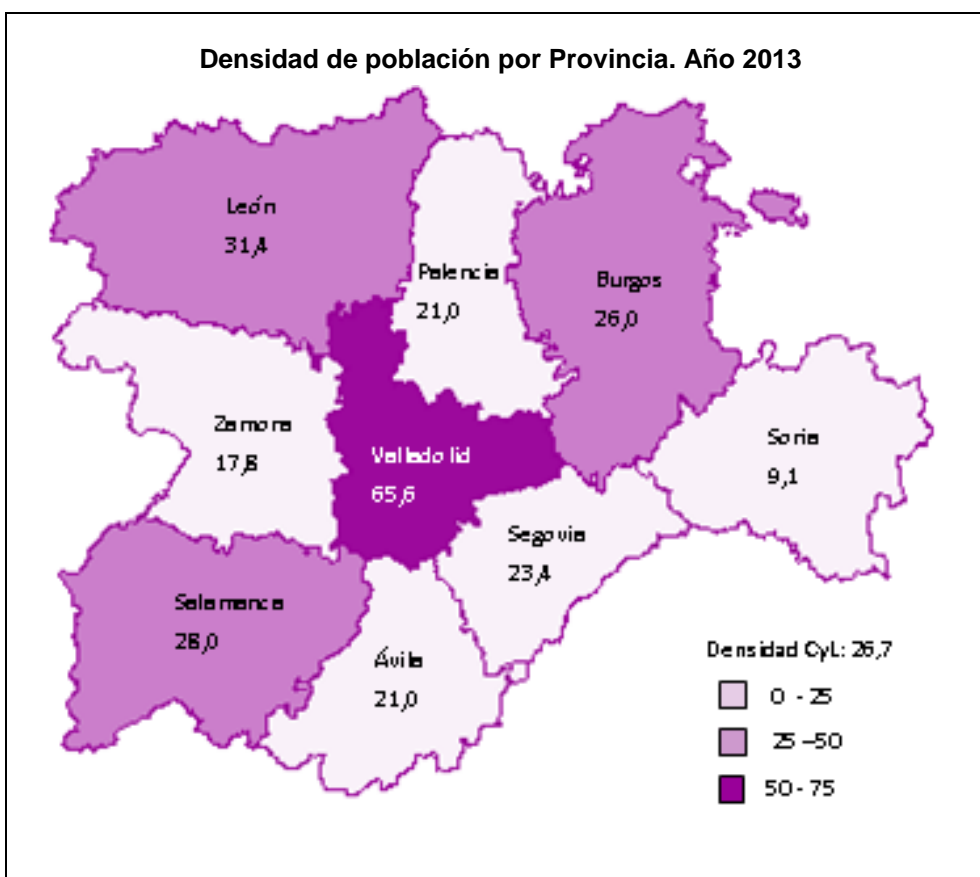 Densidad de población por Provincia. Año 2013
León
31,4
Palencia
21,0
Burgos
26,0
Zamora
17,8
Valladolid
65,6
Soria
9,1
Segovia
23,4
Salamanca
28,0
Ávila
21,0
Densidad CyL: 26,7
0 - 25
25 –50
50 - 75